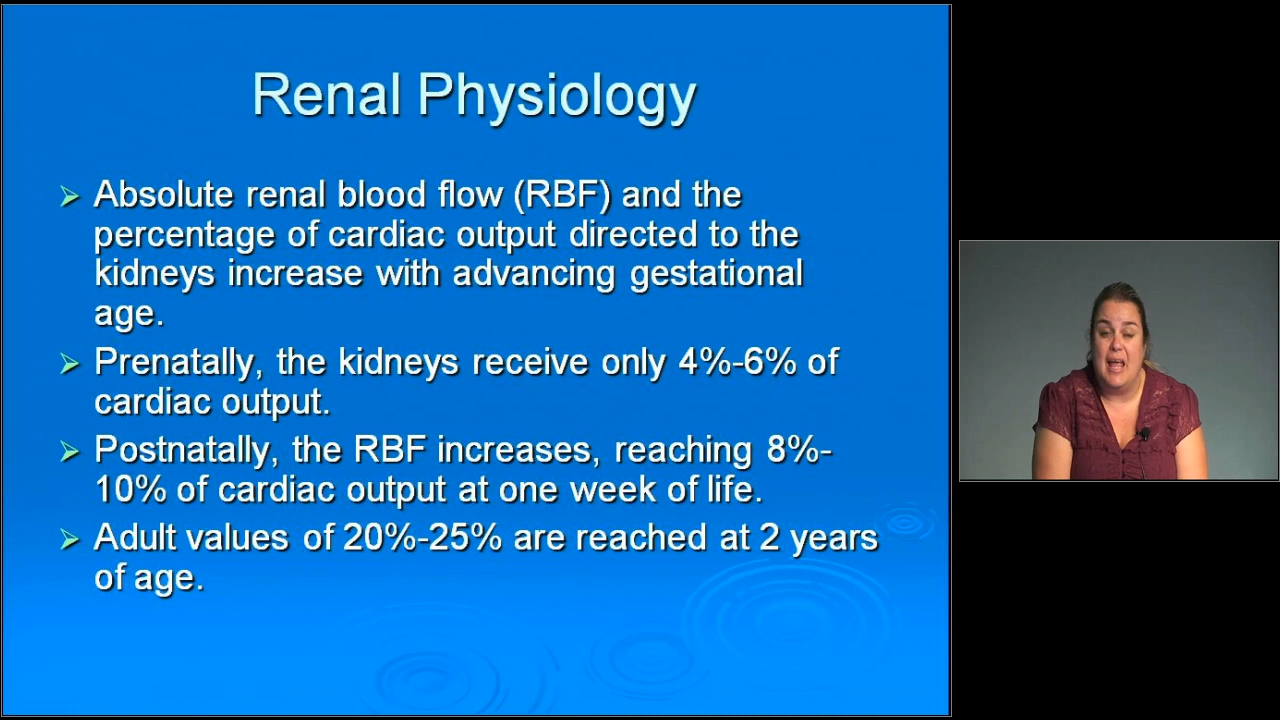 Renal Physiology
Absolute renal blood flow (RBF) and the
percentage of cardiac output directed to the
kidneys increase with advancing gestational
age.
Prenatally, the kidneys receive only 4%-6% of
cardiac output.
Postnatally, the RBF increases, reaching 8%-
10% of cardiac output at one week of life.
Adult values of 20%-25% are reached at 2 years
of age.